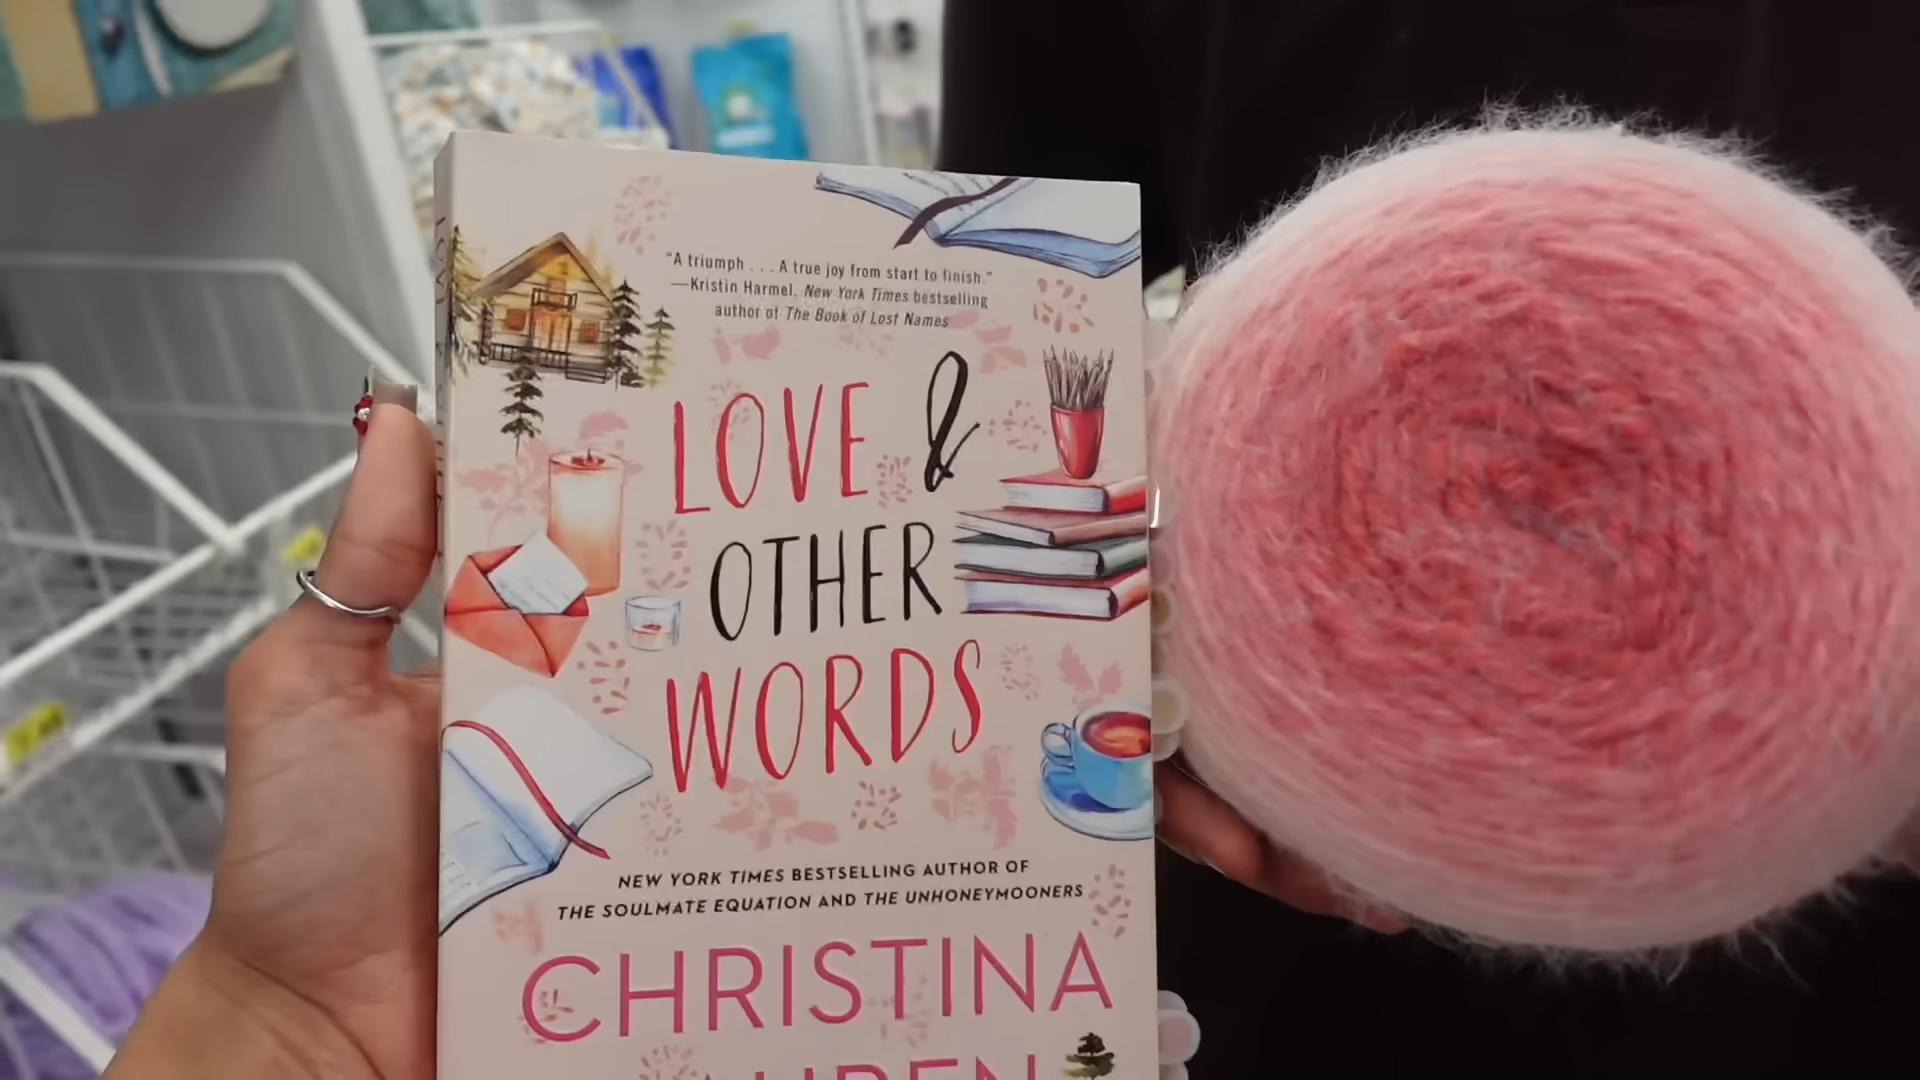 "A triumph . . . A true joy from start to finish."
—Kristin Harmel, New York Times bestselling
author of The Book of Lost Names
LOVE &
OTHER
WORDS
NEW YORK TIMES BESTSELLING AUTHOR OF
THE SOULMATE EQUATION AND THE UNHONEYMOONERS
CHRISTINA